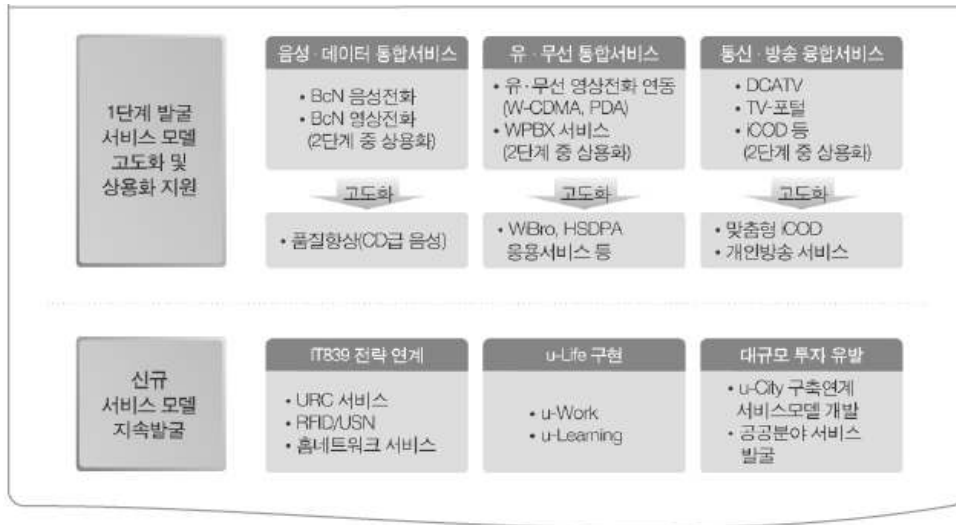 1단계 발굴
서비스 모델
고도화 및
상용화 지원
음성·데이터 통합서비스
• BcN 음성전화
• BcN 영상전화
(2단계 중 상용화)
고도화
• 품질향상(CD급 음성)
유·무선 통합서비스
• 유·무선 영상전화 연동
(W-CDMA, PDA)
• WPBX 서비스
(2단계 중 상용화)
고도화
• WiBro, HSDPA
응용서비스 등
통신·방송 융합서비스
• DCATV
• TV-포털
• iCOD 등
(2단계 중 상용화)
고도화
• 맞춤형 iCOD
• 개인방송 서비스
신규
서비스 모델
지속발굴
IT839 전략 연계
• URC 서비스
• RFID/USN
• 홈네트워크 서비스
u-Life 구현
• u-Work
• u-Learning
대규모 투자 유발
• u-City 구축연계
서비스모델 개발
• 공공분야 서비스
발굴